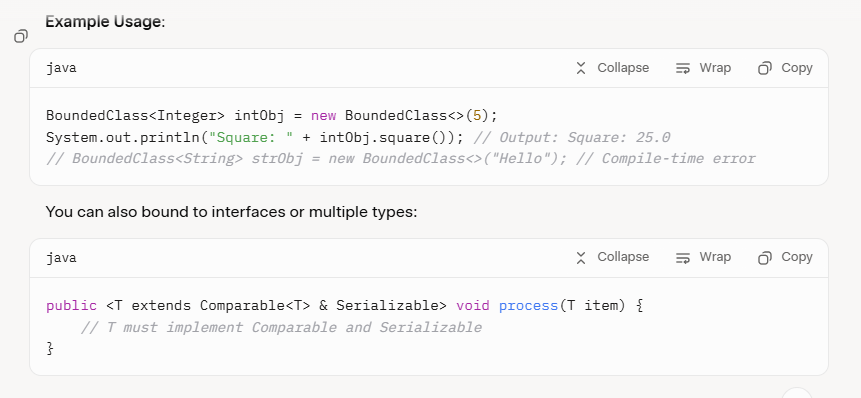 Example Usage:
java
Collapse Wrap Copy
BoundedClass<Integer> intObj = new BoundedClass<>(5);
System.out.println("Square: " + intObj.square()); // Output: Square: 25.0
// BoundedClass<String> strObj = new BoundedClass<>("Hello"); // Compile-time error
You can also bound to interfaces or multiple types:
java
Collapse Wrap Copy
public <T extends Comparable<T> & Serializable> void process(T item) {
    // T must implement Comparable and Serializable
}